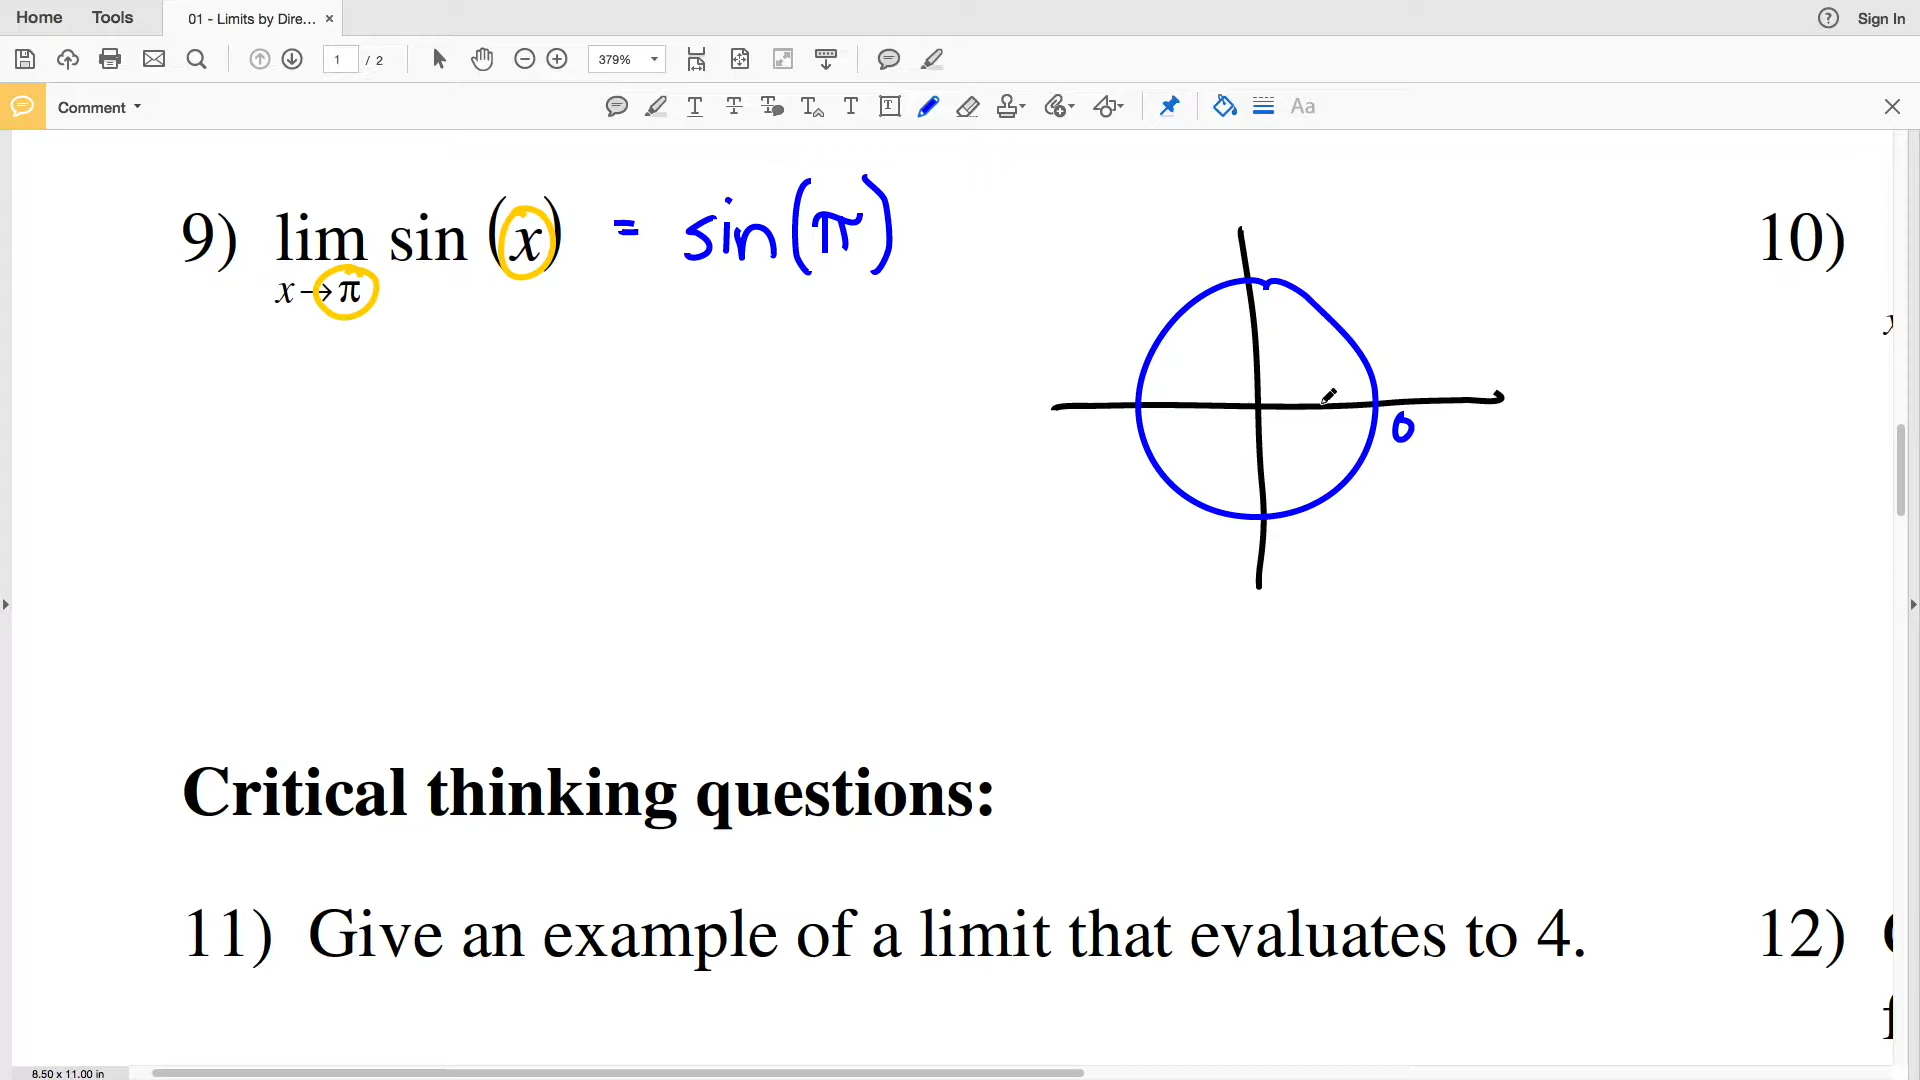 Home Tools 01 - Limits by Dire... × ? Sign In
1 / 2 379%
Comment Aa
9) lim sin (x) = sin(π) 10)
x→π
0
Critical thinking questions:
11) Give an example of a limit that evaluates to 4. 12)
8.50 x 11.00 in